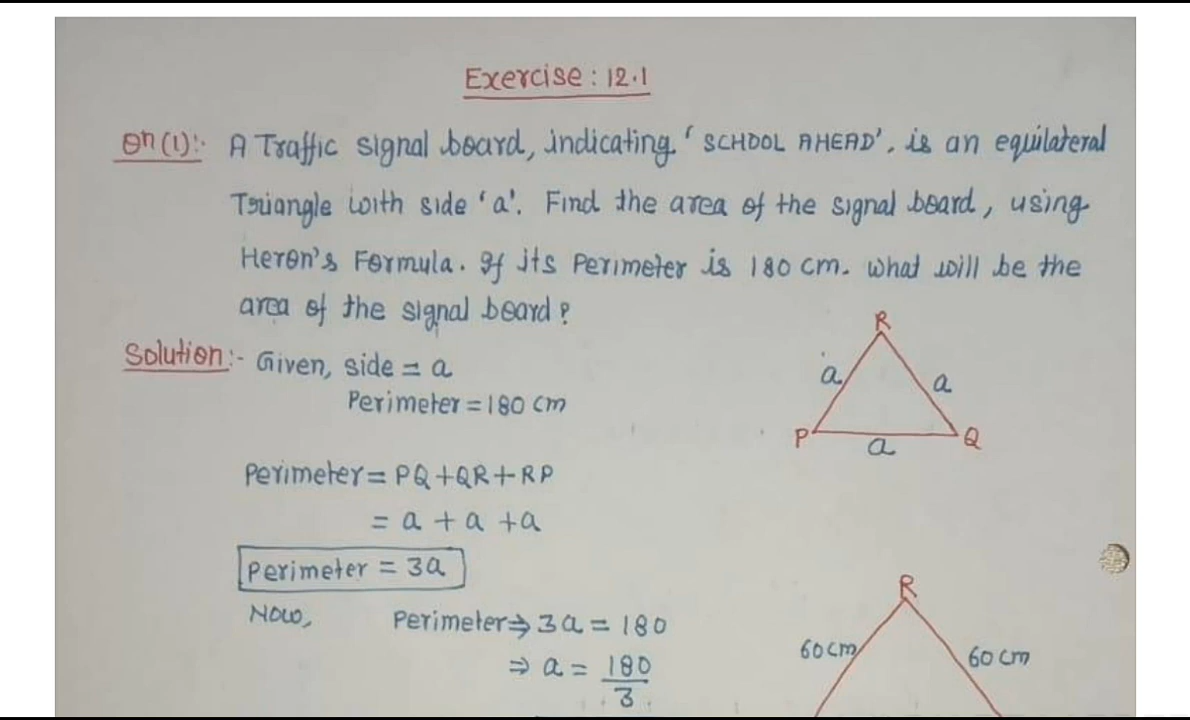 Exercise: 12.1
Qn (1):- A Traffic signal board, indicating 'SCHOOL AHEAD', is an equilateral
Triangle with side 'a'. Find the area of the signal board, using
Heron's Formula. If its Perimeter is 180 cm. What will be the
area of the signal board?
Solution:- Given, side = a
Perimeter = 180 cm
R
a
a
P
a
Q
Perimeter = PQ + QR + RP
= a + a + a
Perimeter = 3a
Now, Perimeter ⇒ 3a = 180
⇒ a = 180/3
R
60 cm
60 cm